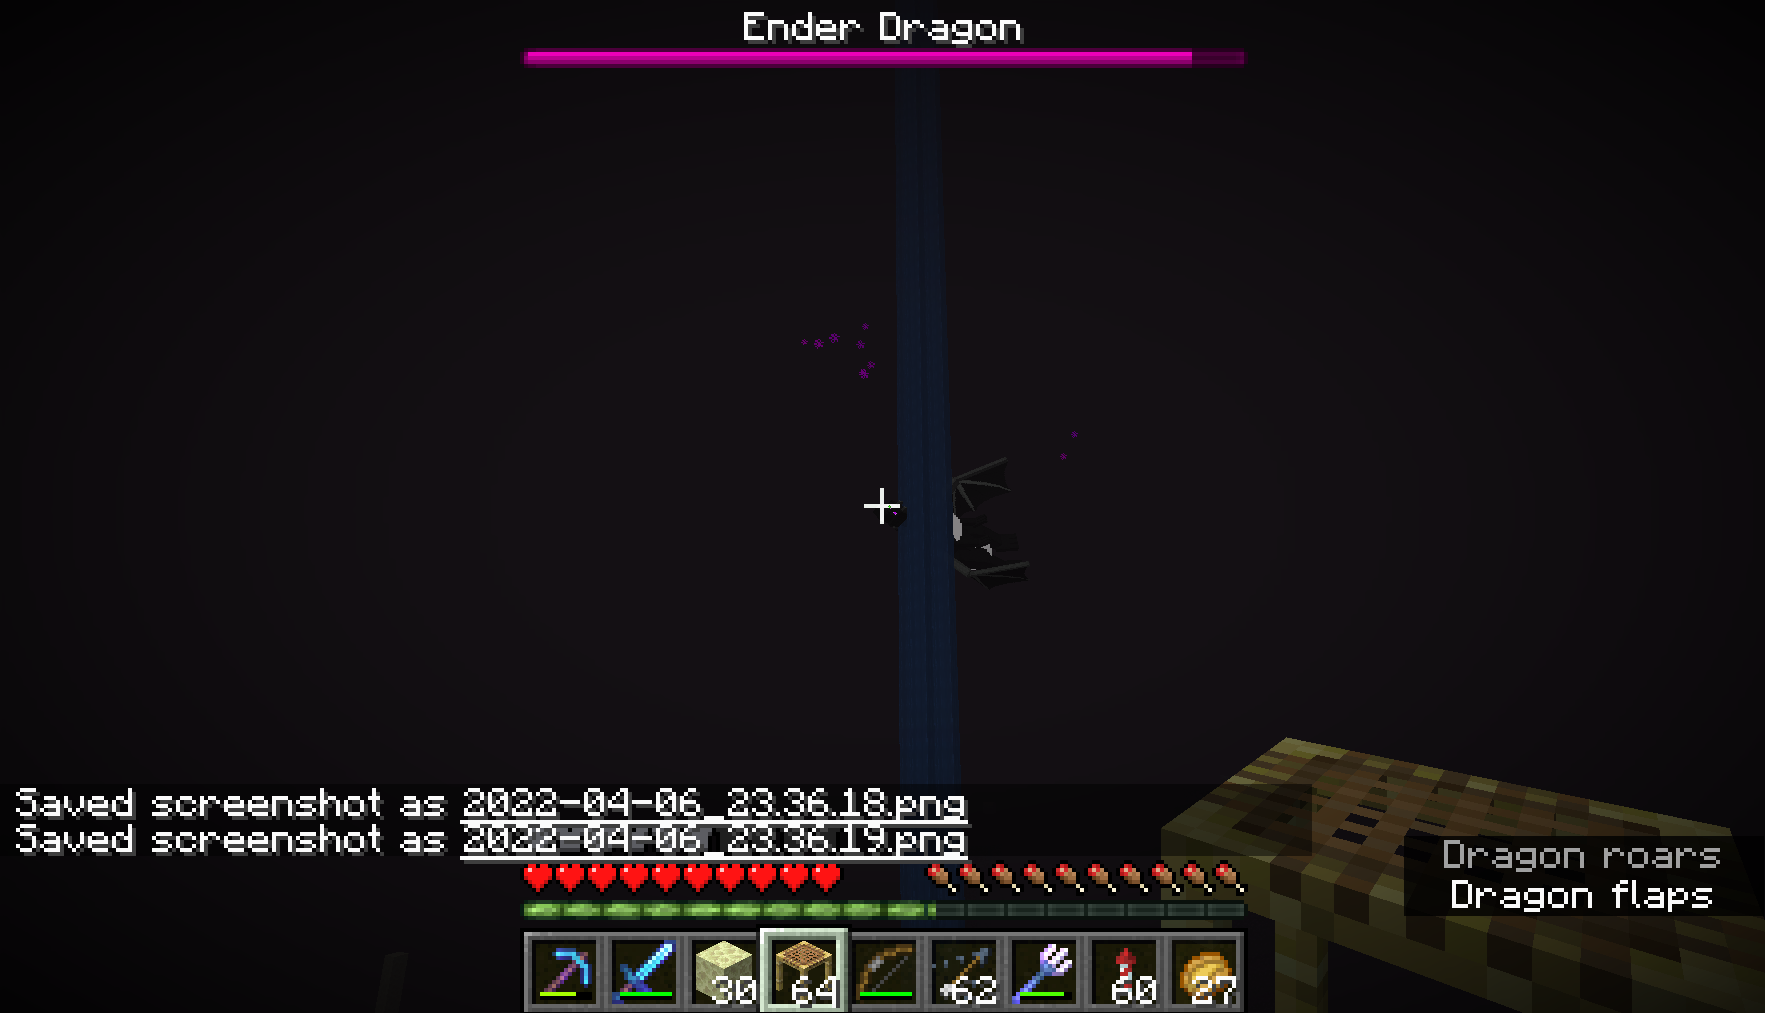 Ender Dragon
Saved screenshot as 2022-04-06_23.36.18.png
Saved screenshot as 2022-04-06_23.36.19.png
Dragon roars
Dragon flaps
30
64
62
60
27